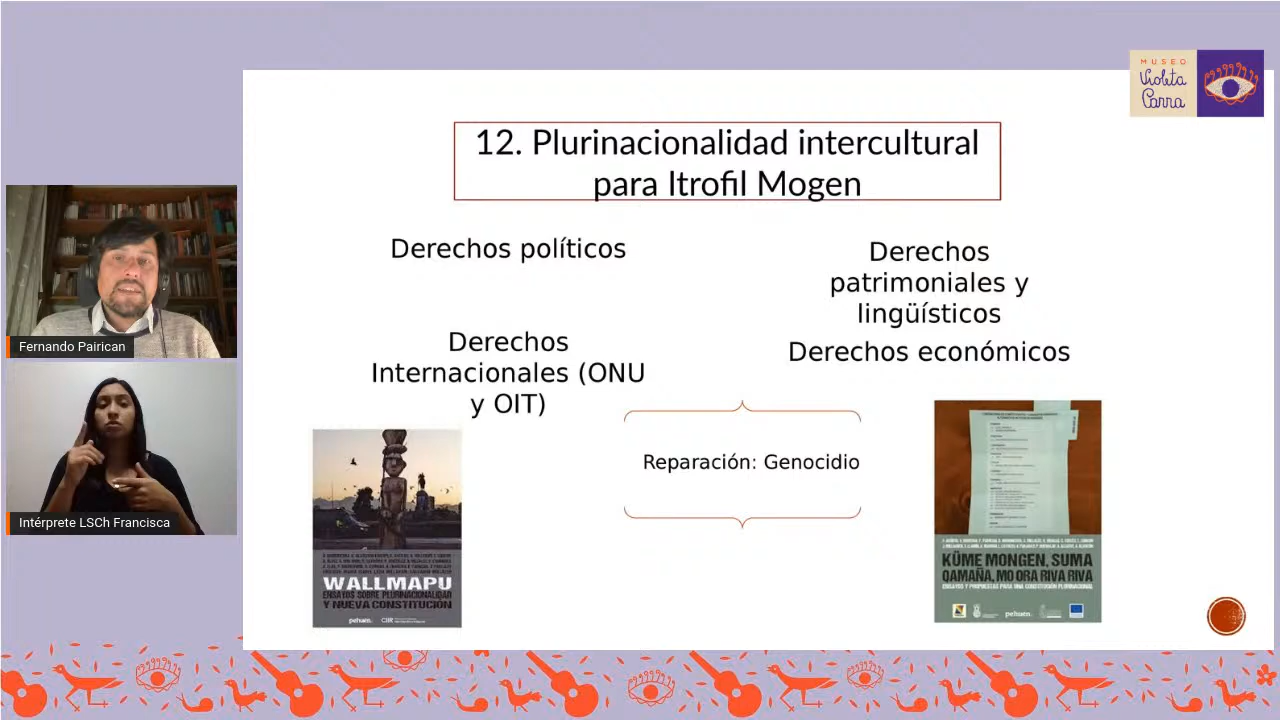 MUSEO
Violeta
Parra
12. Plurinacionalidad intercultural
para Itrofil Mogen
Derechos políticos
Derechos
patrimoniales y
lingüísticos
Derechos
Internacionales (ONU
y OIT)
Derechos económicos
Reparación: Genocidio
Fernando Pairican
Intérprete LSCh Francisca
WALLMAPU
ENSAYOS SOBRE PLURINACIONALIDAD
Y NUEVA CONSTITUCIÓN
pehuen
CIIR
KÜME MONGEN, SUMA
QAMAÑA, MO ORA RIVA RIVA
ENSAYOS Y PROPUESTAS PARA UNA CONSTITUCIÓN PLURINACIONAL
pehuen